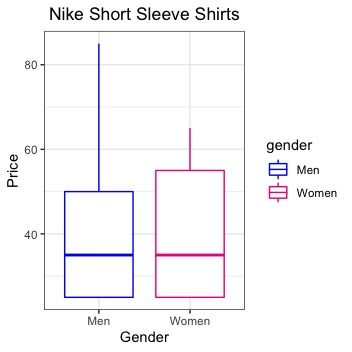 Nike Short Sleeve Shirts
Price
80
60
40
Men
Women
Gender
gender
Men
Women